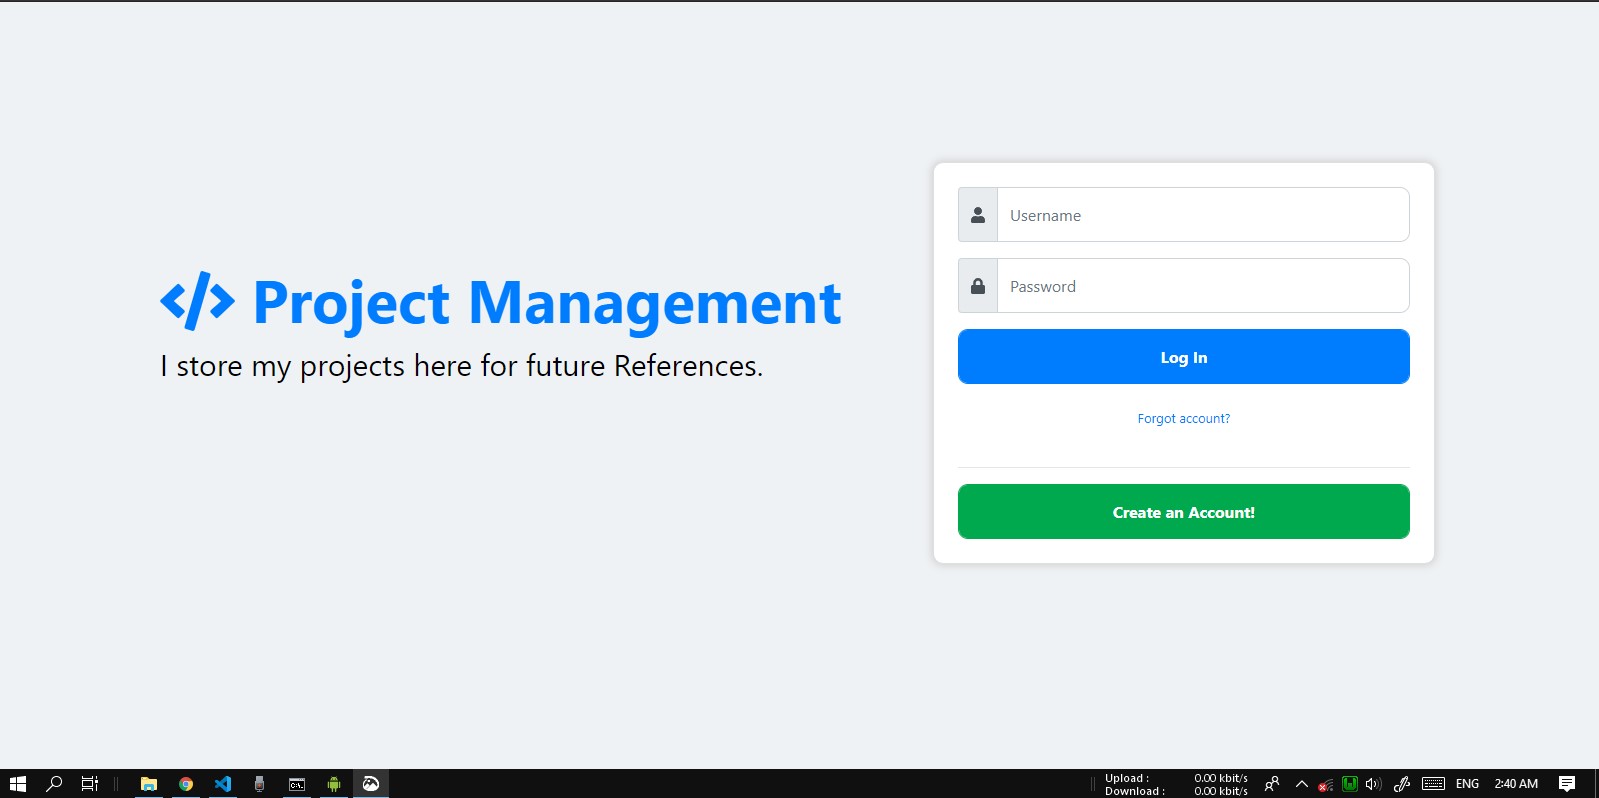 </> Project Management
I store my projects here for future References.
Username
Password
Log In
Forgot account?
Create an Account!
Upload : 0.00 kbit/s
Download : 0.00 kbit/s
ENG
2:40 AM